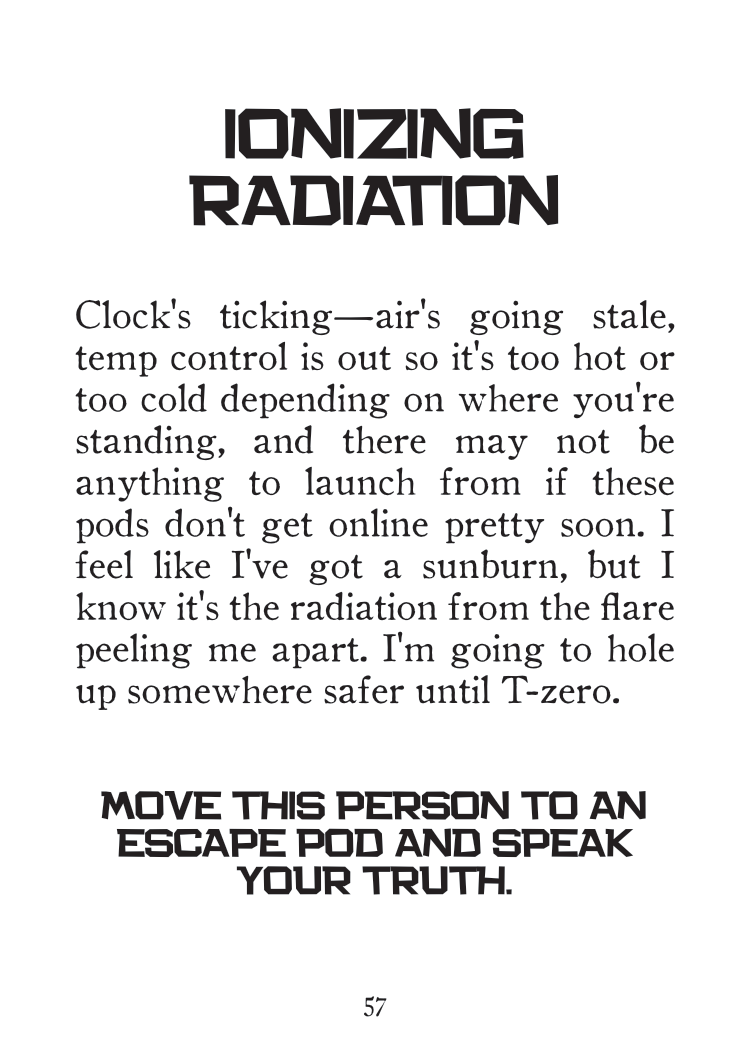 IONIZING
RADIATION
Clock's ticking—air's going stale,
temp control is out so it's too hot or
too cold depending on where you're
standing, and there may not be
anything to launch from if these
pods don't get online pretty soon. I
feel like I've got a sunburn, but I
know it's the radiation from the flare
peeling me apart. I'm going to hole
up somewhere safer until T-zero.
MOVE THIS PERSON TO AN
ESCAPE POD AND SPEAK
YOUR TRUTH.
57